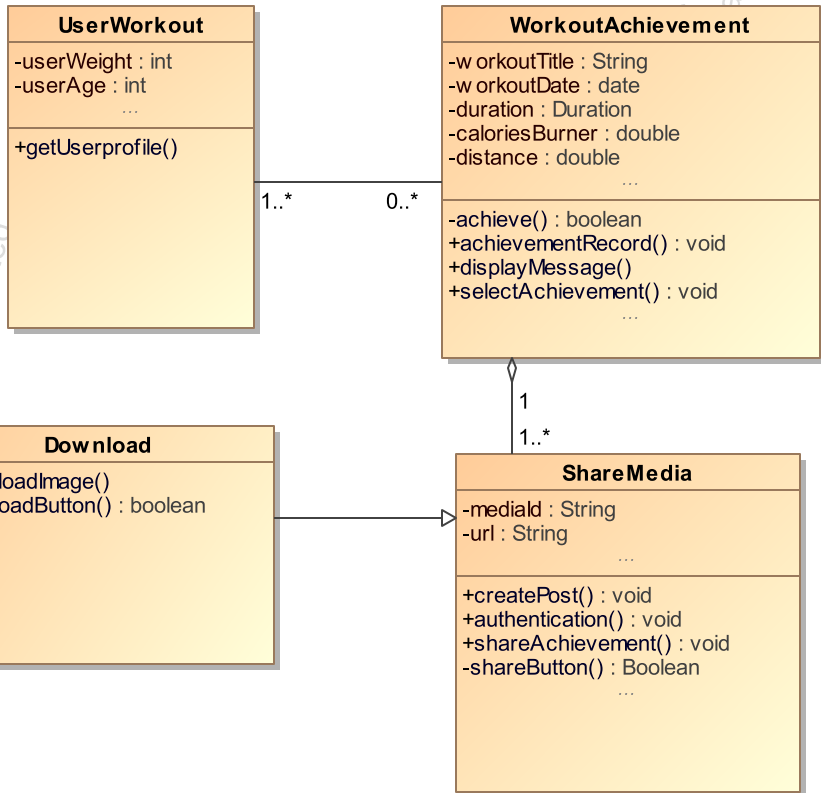 UserWorkout
-userWeight : int
-userAge : int
...
+getUserprofile()
1..*
0..*
WorkoutAchievement
-workoutTitle : String
-workoutDate : date
-duration : Duration
-caloriesBurner : double
-distance : double
...
-achieve() : boolean
+achievementRecord() : void
+displayMessage()
+selectAchievement() : void
...
1
1..*
Download
loadImage()
oadButton() : boolean
ShareMedia
-mediaId : String
-url : String
...
+createPost() : void
+authentication() : void
+shareAchievement() : void
-shareButton() : Boolean
...